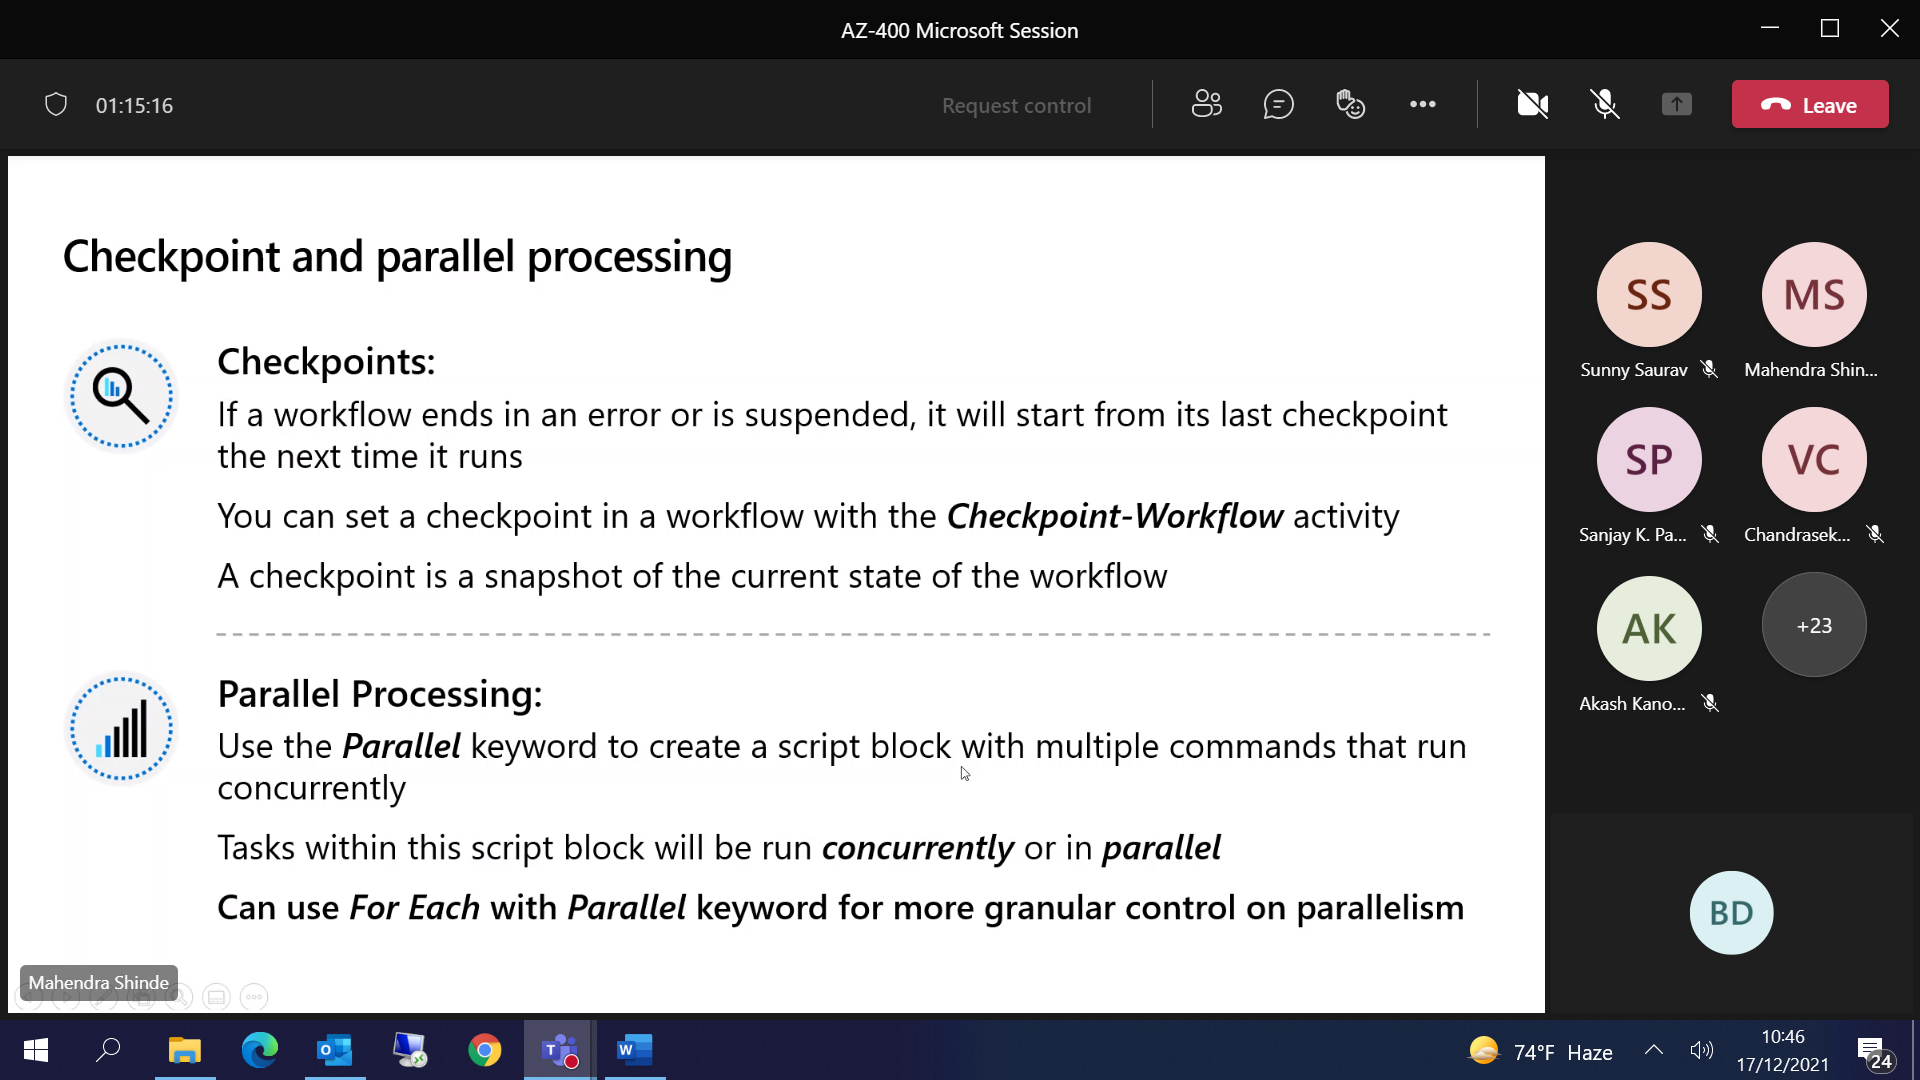 AZ-400 Microsoft Session
01:15:16
Request control
Leave
Checkpoint and parallel processing
Checkpoints:
If a workflow ends in an error or is suspended, it will start from its last checkpoint
the next time it runs
You can set a checkpoint in a workflow with the Checkpoint-Workflow activity
A checkpoint is a snapshot of the current state of the workflow
Parallel Processing:
Use the Parallel keyword to create a script block with multiple commands that run
concurrently
Tasks within this script block will be run concurrently or in parallel
Can use For Each with Parallel keyword for more granular control on parallelism
Mahendra Shinde
SS MS
Sunny Saurav Mahendra Shin...
SP VC
Sanjay K. Pa... Chandrasek...
AK +23
Akash Kano...
BD
74°F Haze
10:46
17/12/2021
24